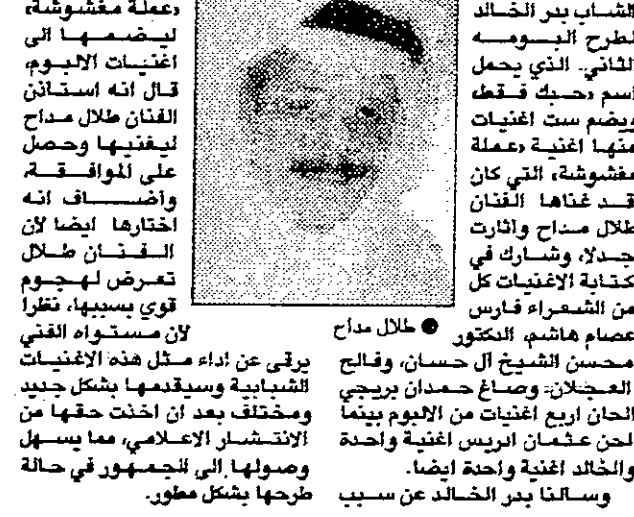 الشاب بدر الخالد
لطرح البومه
الثاني. الذي يحمل
اسم «حبك فقط»
ويضم ست اغنيات
منها اغنية «عملة
مغشوشة» التي كان
قد غناها الفنان
طلال مداح واثارت
جدلا، وشارك في
كتابة الاغنيات كل
من الشعراء فارس
عصام هاشم، الدكتور
محسن الشيخ آل حسان، وفالح
العجلان، وصاغ حمدان بريجي
الحان اربع اغنيات من الالبوم بينما
لحن عثمان ابريس اغنية واحدة
والخالد اغنية واحدة ايضا.
وسالنا بدر الخالد عن سبب
«عملة مغشوشة»
ليضمها الى
اغنيات الالبوم،
قال انه استاذن
الفنان طلال مداح
ليغنيها وحصل
على الموافقة،
وأضاف انه
اختارها ايضا لأن
الفنان طلال
تعرض لهجوم
قوي بسببها، نظرا
لأن مستواه الفني
يرقى عن اداء مثل هذه الاغنيات
الشبابية وسيقدمها بشكل جديد
ومختلف بعد ان اخذت حقها من
الانتشار الاعلامي، مما يسهل
وصولها الى الجمهور في حالة
طرحها بشكل مطور.
● طلال مداح